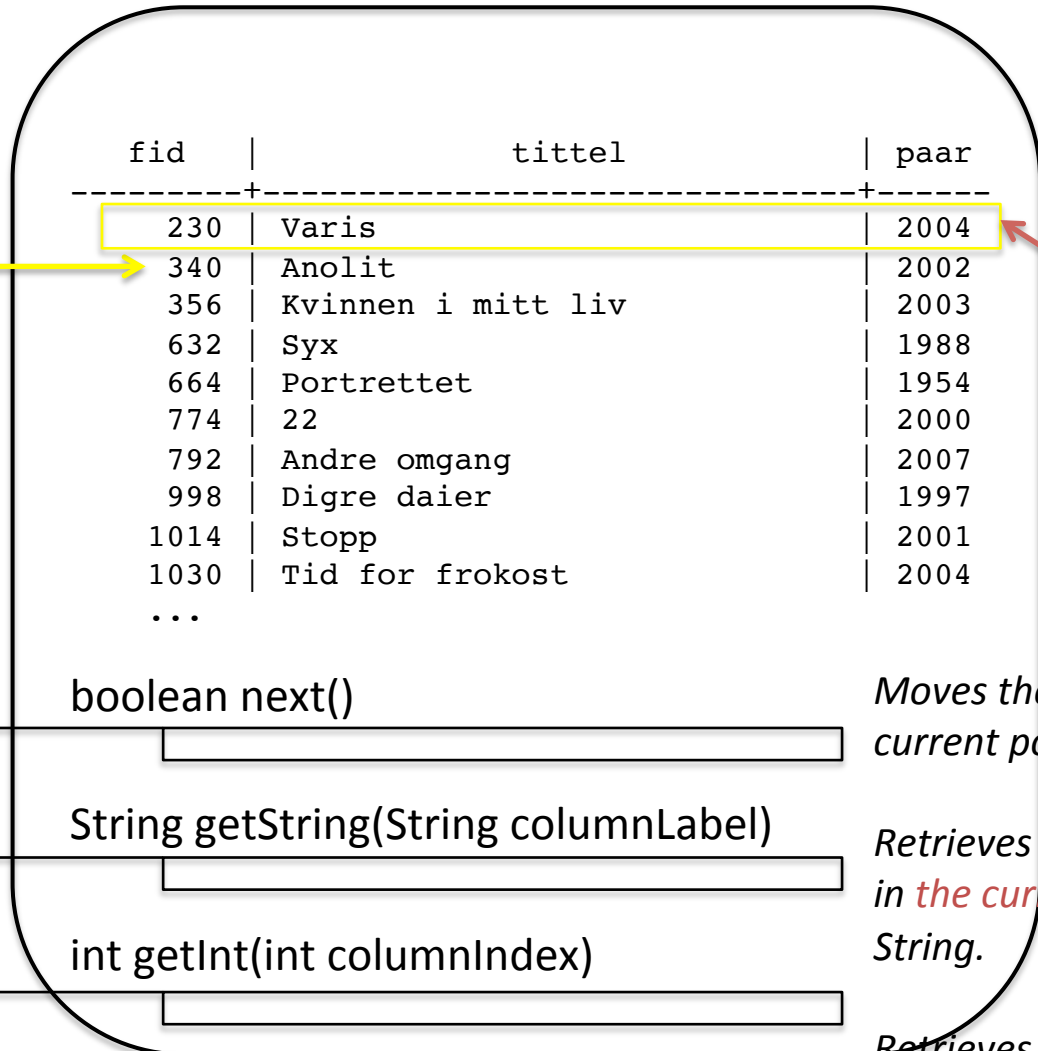 fid | tittel | paar
---------+-------------------------------+------
230 | Varis | 2004
340 | Anolit | 2002
356 | Kvinnen i mitt liv | 2003
632 | Syx | 1988
664 | Portrettet | 1954
774 | 22 | 2000
792 | Andre omgang | 2007
998 | Digre daier | 1997
1014 | Stopp | 2001
1030 | Tid for frokost | 2004
...
boolean next()
Moves the
current
String getString(String columnLabel)
Retrieves
in the
String.
int getInt(int columnIndex)
Retrieves